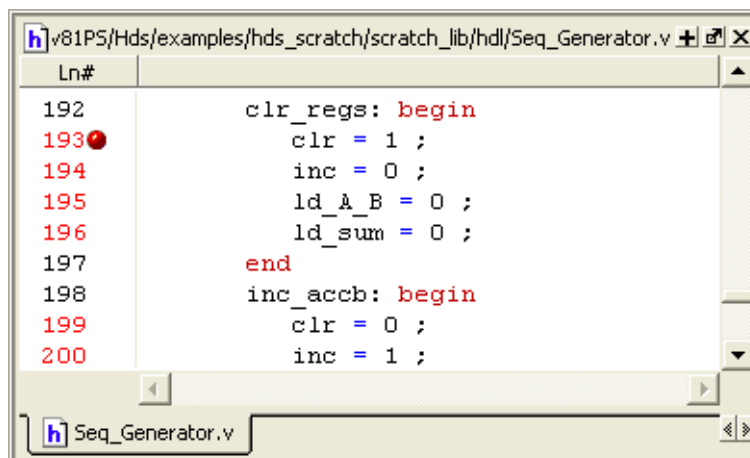 h v81PS/Hds/examples/hds_scratch/scratch_lib/hdl/Seq_Generator.v
Ln#
192 clr_regs: begin
193 clr = 1 ;
194 inc = 0 ;
195 ld_A_B = 0 ;
196 ld_sum = 0 ;
197 end
198 inc_accb: begin
199 clr = 0 ;
200 inc = 1 ;
h Seq_Generator.v